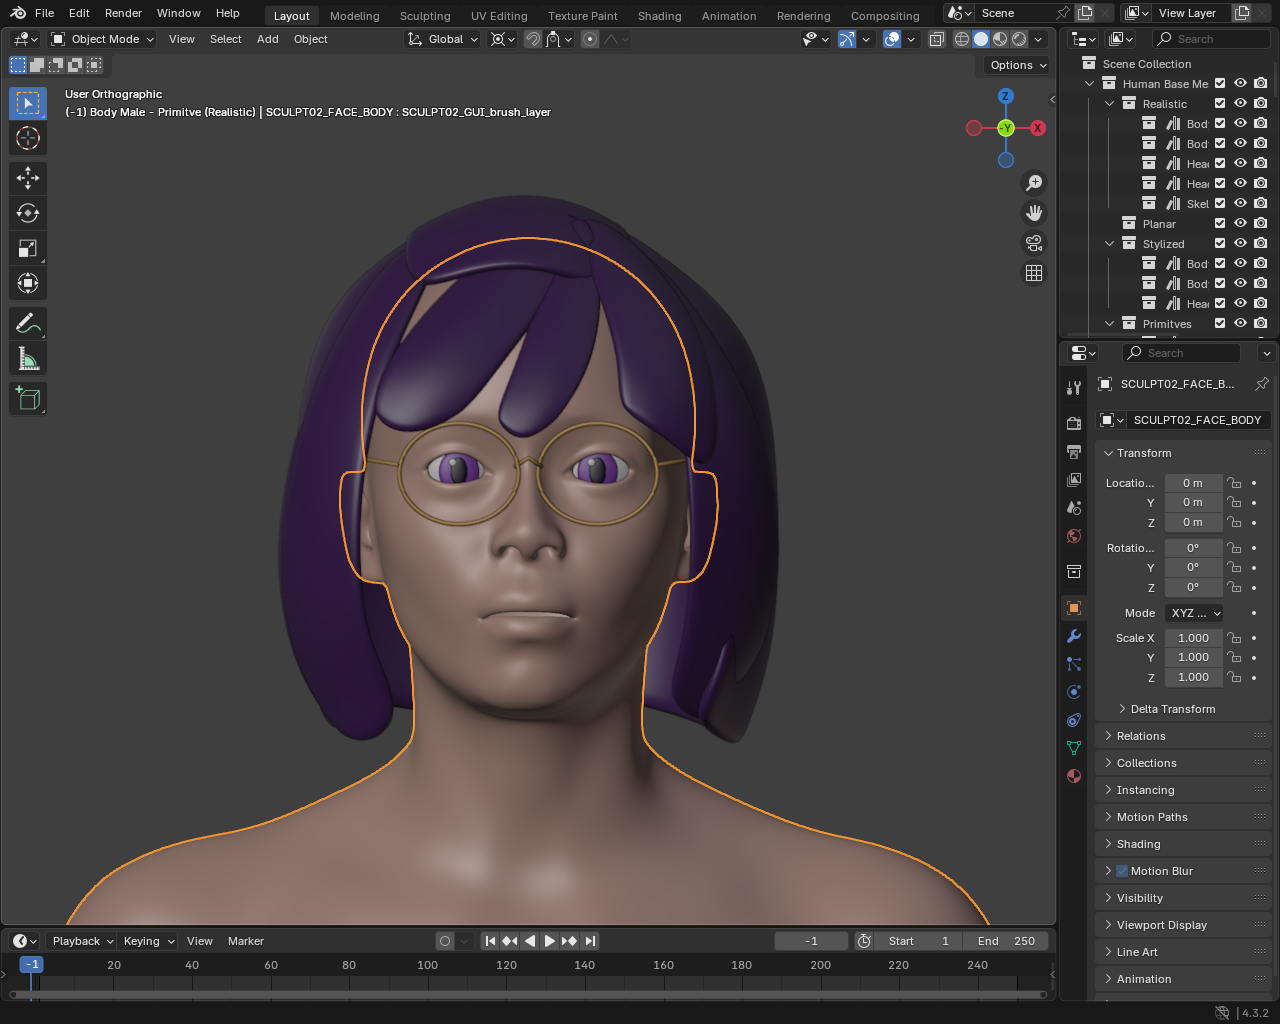 File Edit Render Window Help Layout Modeling Sculpting UV Editing Texture Paint Shading Animation Rendering Compositing Scene View Layer
Object Mode View Select Add Object Global Search
Options
User Orthographic
(-1) Body Male - Primitve (Realistic) | SCULPT02_FACE_BODY : SCULPT02_GUI_brush_layer
Z
-Y
X
Scene Collection
Human Base Me
Realistic
Bod
Bod
Hea
Hea
Skel
Planar
Stylized
Bod
Bod
Hea
Primitves
Search
SCULPT02_FACE_B...
SCULPT02_FACE_BODY
Transform
Locatio... 0 m
Y 0 m
Z 0 m
Rotatio... 0°
Y 0°
Z 0°
Mode XYZ ...
Scale X 1.000
Y 1.000
Z 1.000
Delta Transform
Relations
Collections
Instancing
Motion Paths
Shading
Motion Blur
Visibility
Viewport Display
Line Art
Animation
Playback Keying View Marker -1 Start 1 End 250
-1 20 40 60 80 100 120 140 160 180 200 220 240
4.3.2